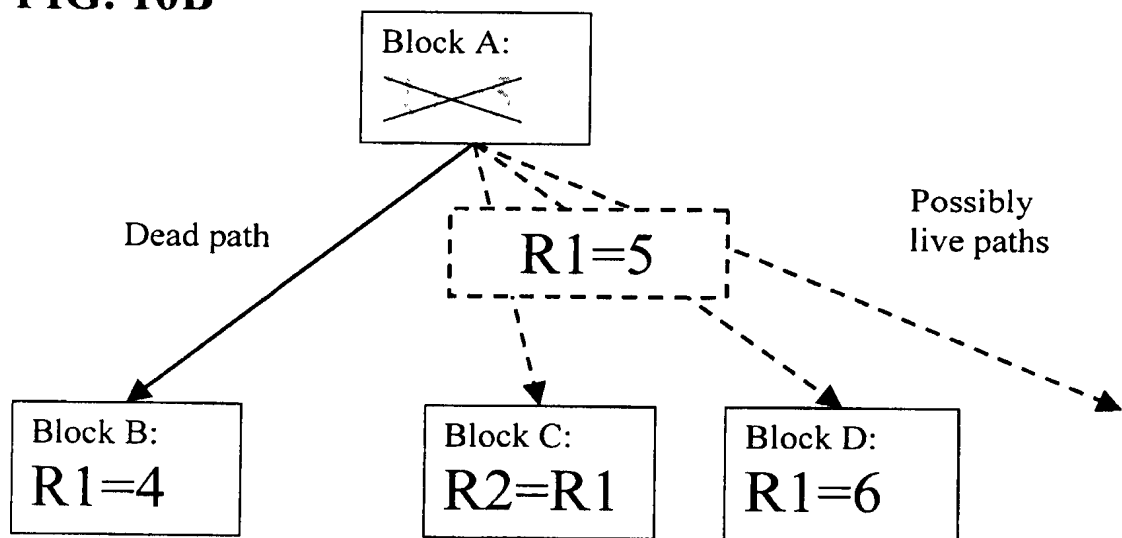 FIG. 10B
Block A:
Dead path
R1=5
Possibly
live paths
Block B:
R1=4
Block C:
R2=R1
Block D:
R1=6